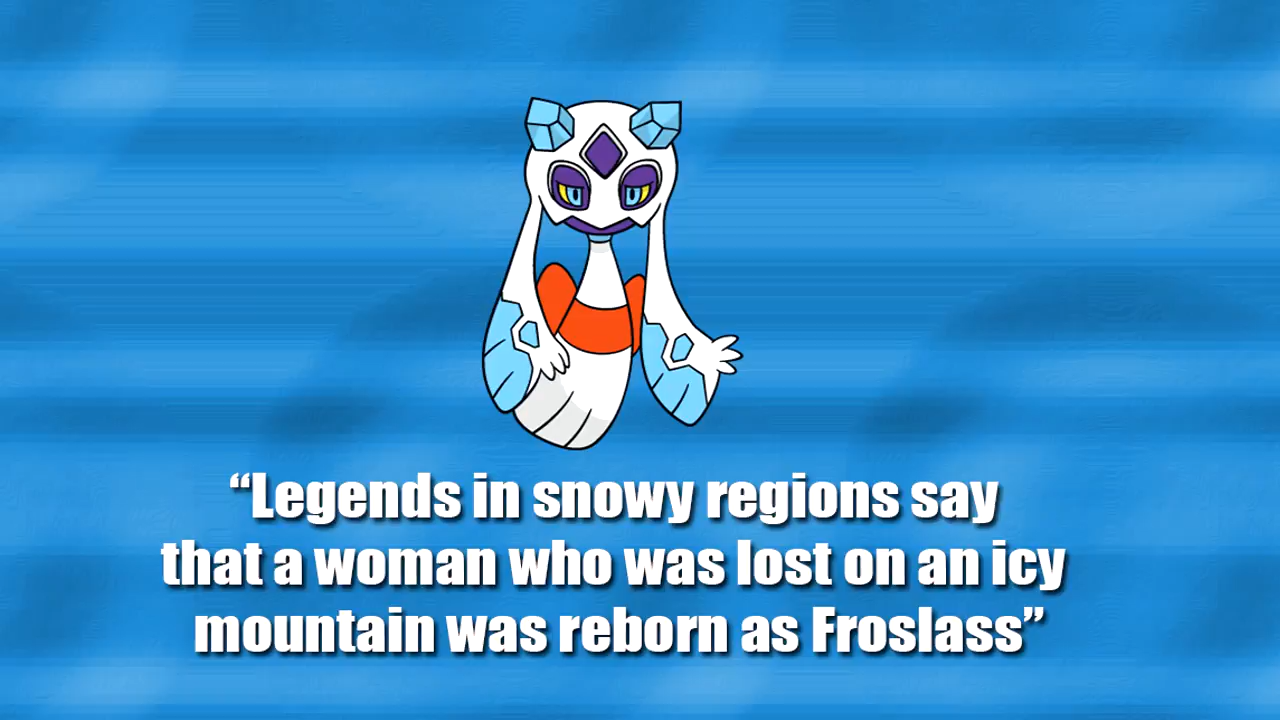 “Legends in snowy regions say
that a woman who was lost on an icy
mountain was reborn as Froslass”